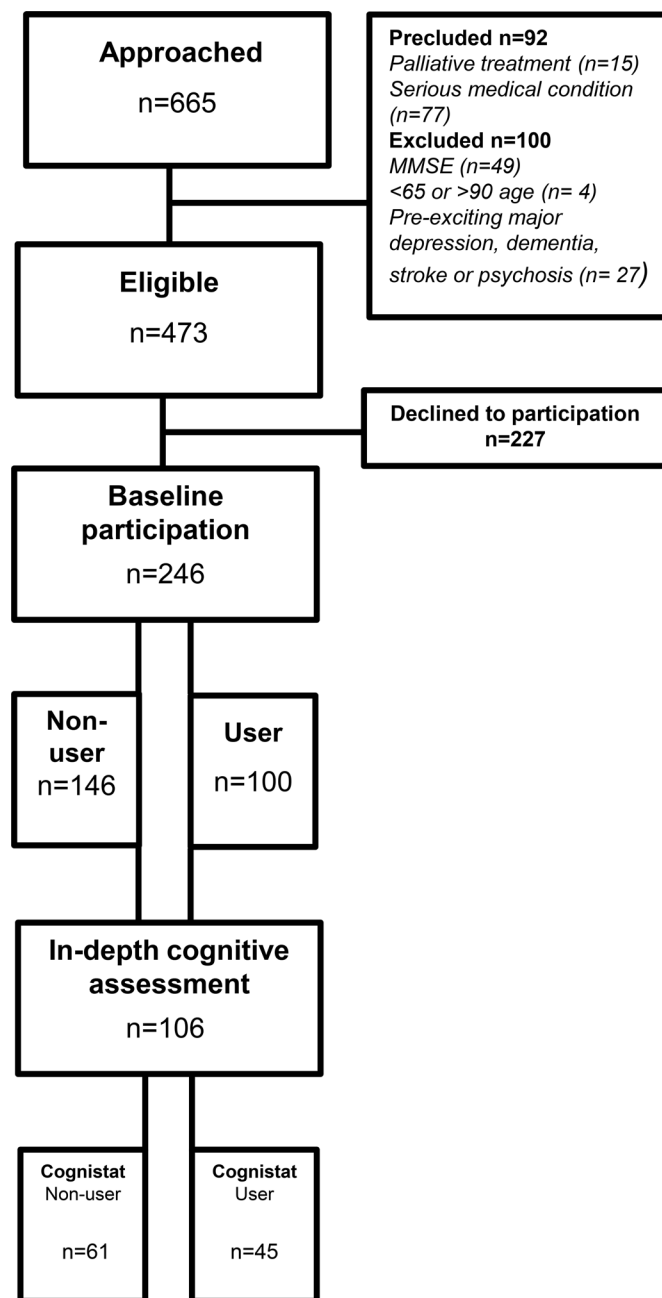 Approached
n=665
Precluded n=92
Palliative treatment (n=15)
Serious medical condition
(n=77)
Excluded n=100
MMSE (n=49)
<65 or >90 age (n= 4)
Pre-exciting major
depression, dementia,
stroke or psychosis (n= 27)
Eligible
n=473
Declined to participation
n=227
Baseline
participation
n=246
Non-
user
n=146
User
n=100
In-depth cognitive
assessment
n=106
Cognistat
Non-user
n=61
Cognistat
User
n=45